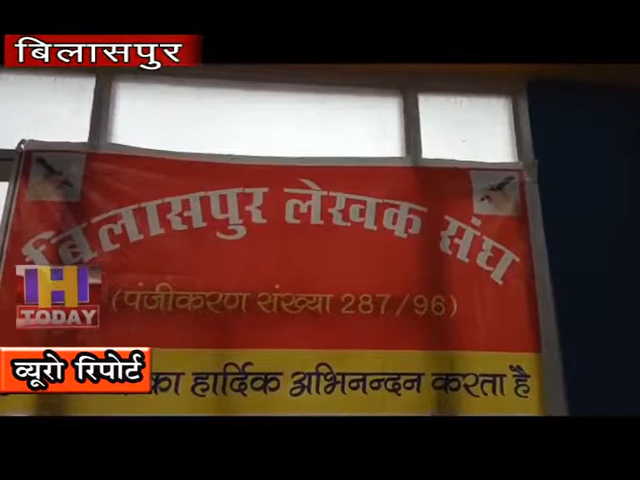 बिलासपुर
बिलासपुर लेखक संघ
(पंजीकरण संख्या 287/96)
H
TODAY
ब्यूरो रिपोर्ट
का हार्दिक अभिनन्दन करता है